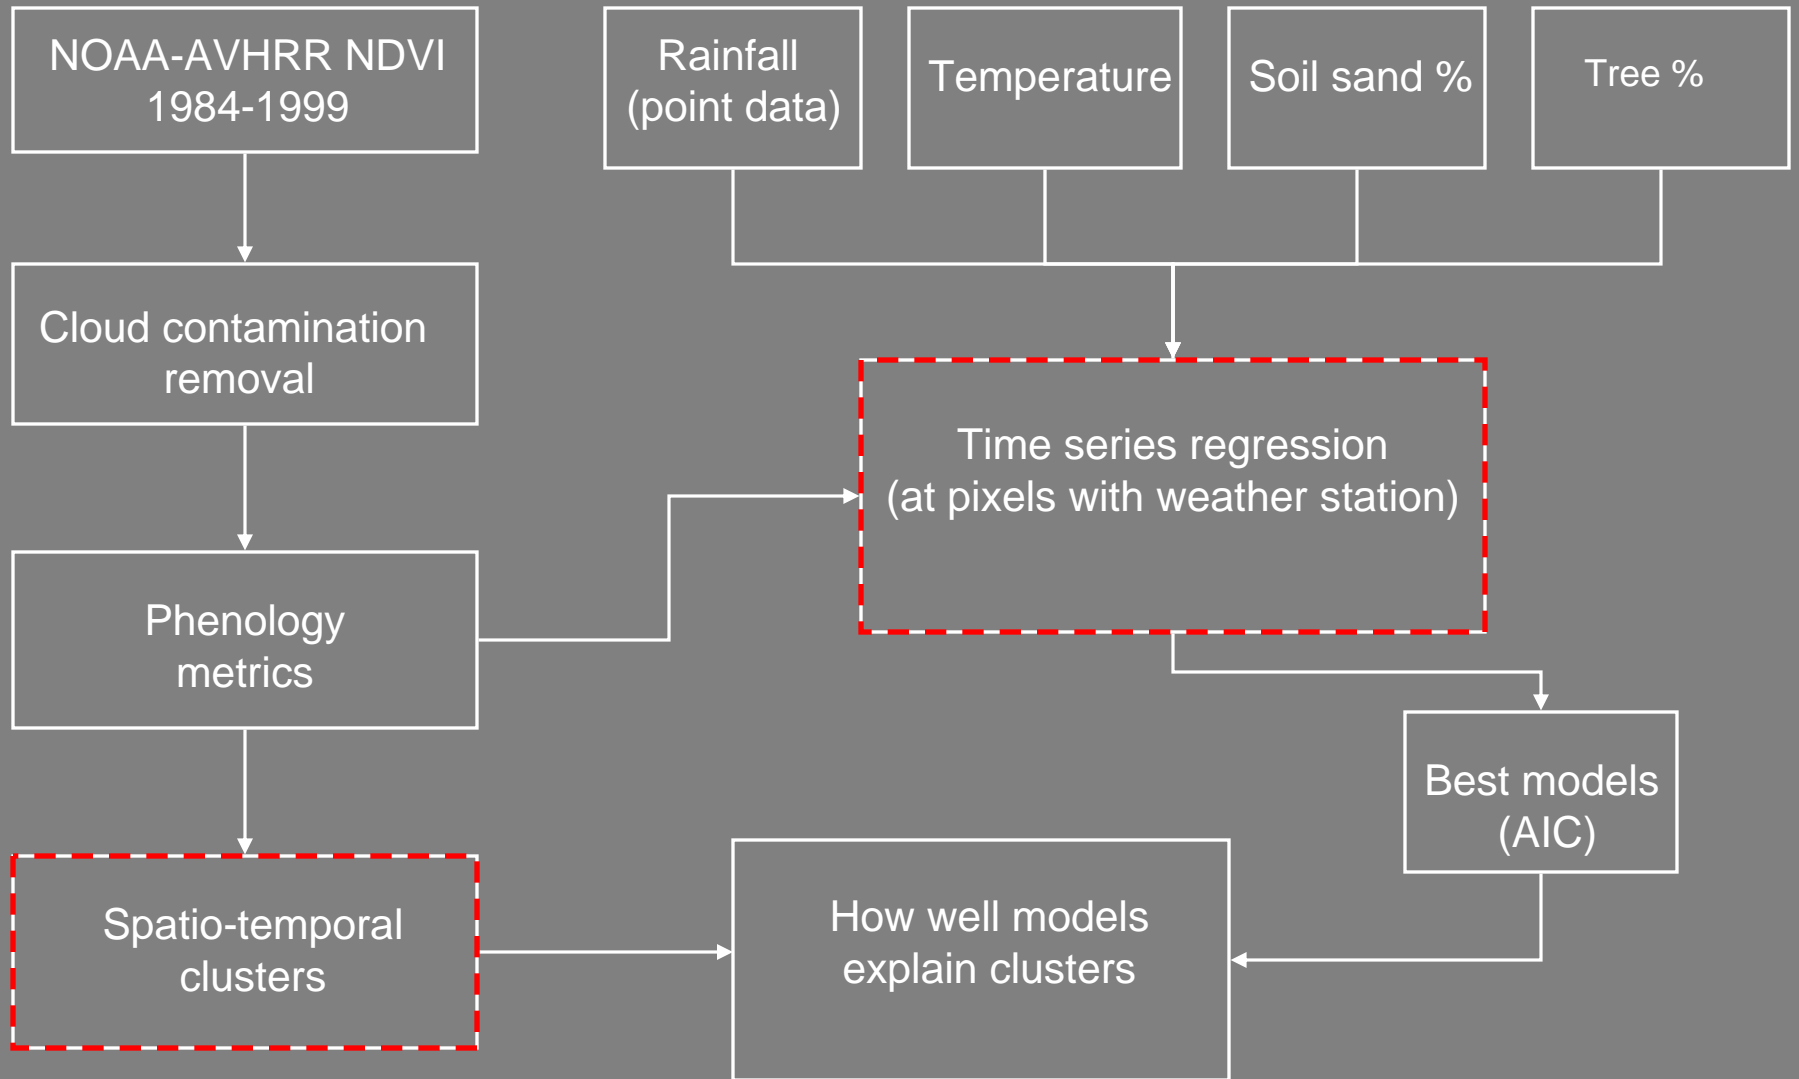 NOAA-AVHRR NDVI
1984-1999
Rainfall
(point data)
Temperature
Soil sand %
Tree %
Cloud contamination
removal
Time series regression
(at pixels with weather station)
Phenology
metrics
Best models
(AIC)
Spatio-temporal
clusters
How well models
explain clusters